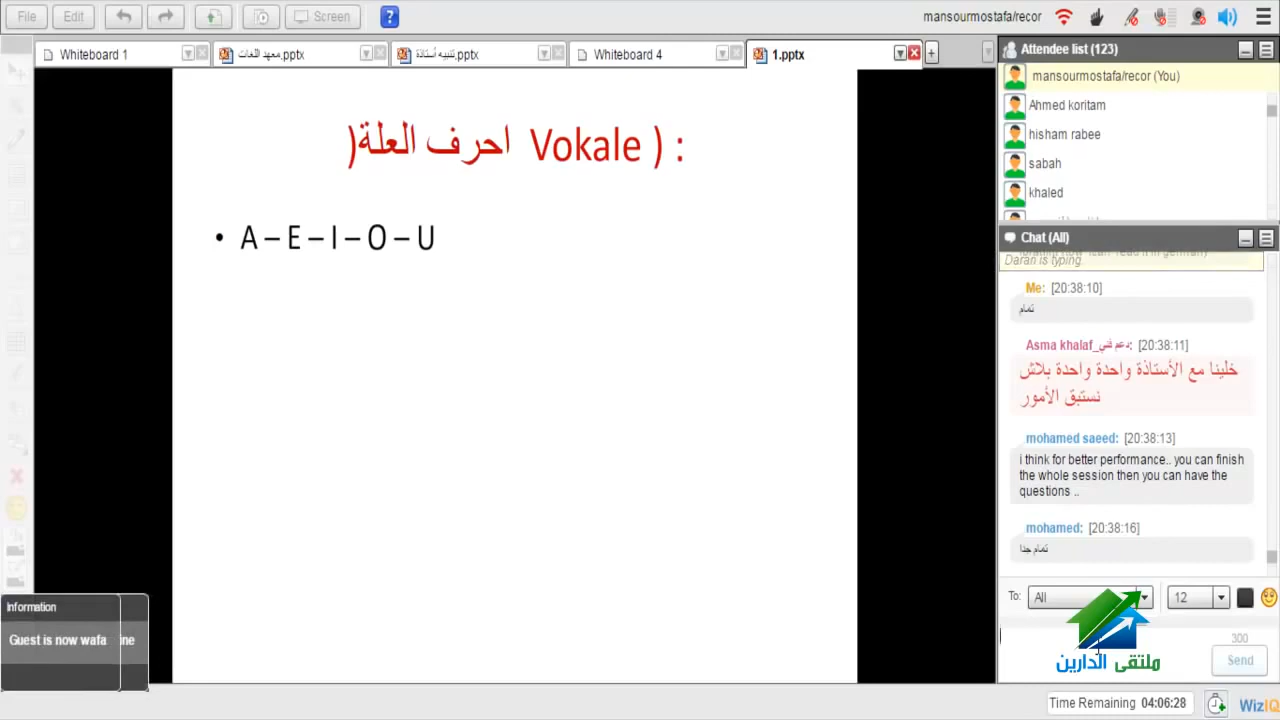 File
Edit
Screen
?
mansourmostafa/recor
Whiteboard 1
معهد اللغات.pptx
تنبيه أستاذة.pptx
Whiteboard 4
1.pptx
Attendee list (123)
mansourmostafa/recor (You)
Ahmed koritam
hisham rabee
sabah
khaled
احرف العلة) Vokale ) :
• A – E – I – O – U
Chat (All)
Daran is typing
Me: [20:38:10]
تمام
Asma khalaf_دعم فني: [20:38:11]
خلينا مع الأستاذة واحدة واحدة بلاش
نستبق الأمور
mohamed saeed: [20:38:13]
i think for better performance.. you can finish
the whole session then you can have the
questions ..
mohamed: [20:38:16]
تمام جدا
To: All 12
300
Send
ملتقى الدارين
Information
Guest is now wafa ine
Time Remaining 04:06:28
WizIQ